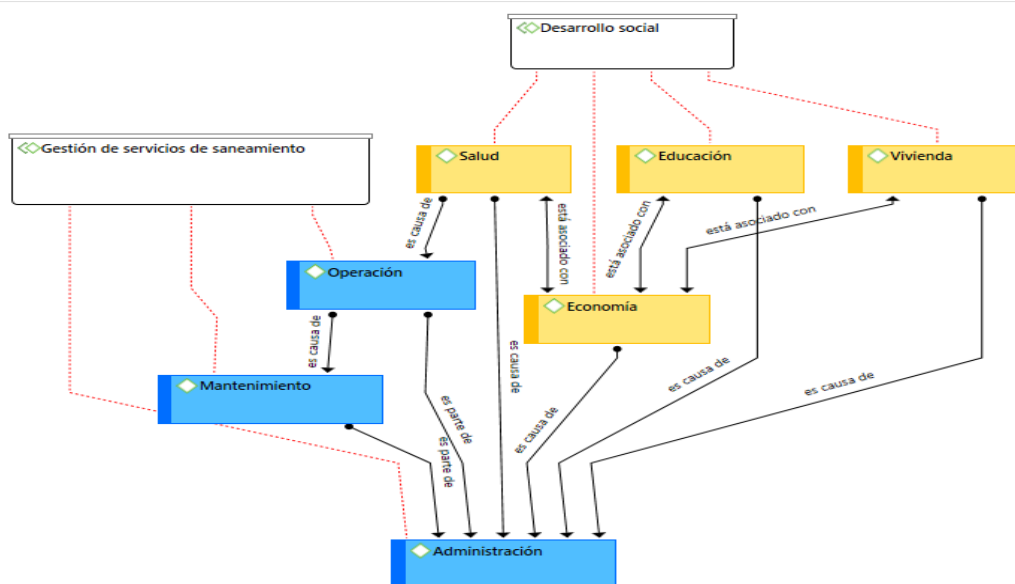 Desarrollo social
Gestión de servicios de saneamiento
Salud
Educación
Vivienda
es causa de
está asociado con
está asociado con
está asociado con
Operación
Economía
es causa de
es causa de
es causa de
es causa de
Mantenimiento
es parte de
es causa de
es parte de
Administración